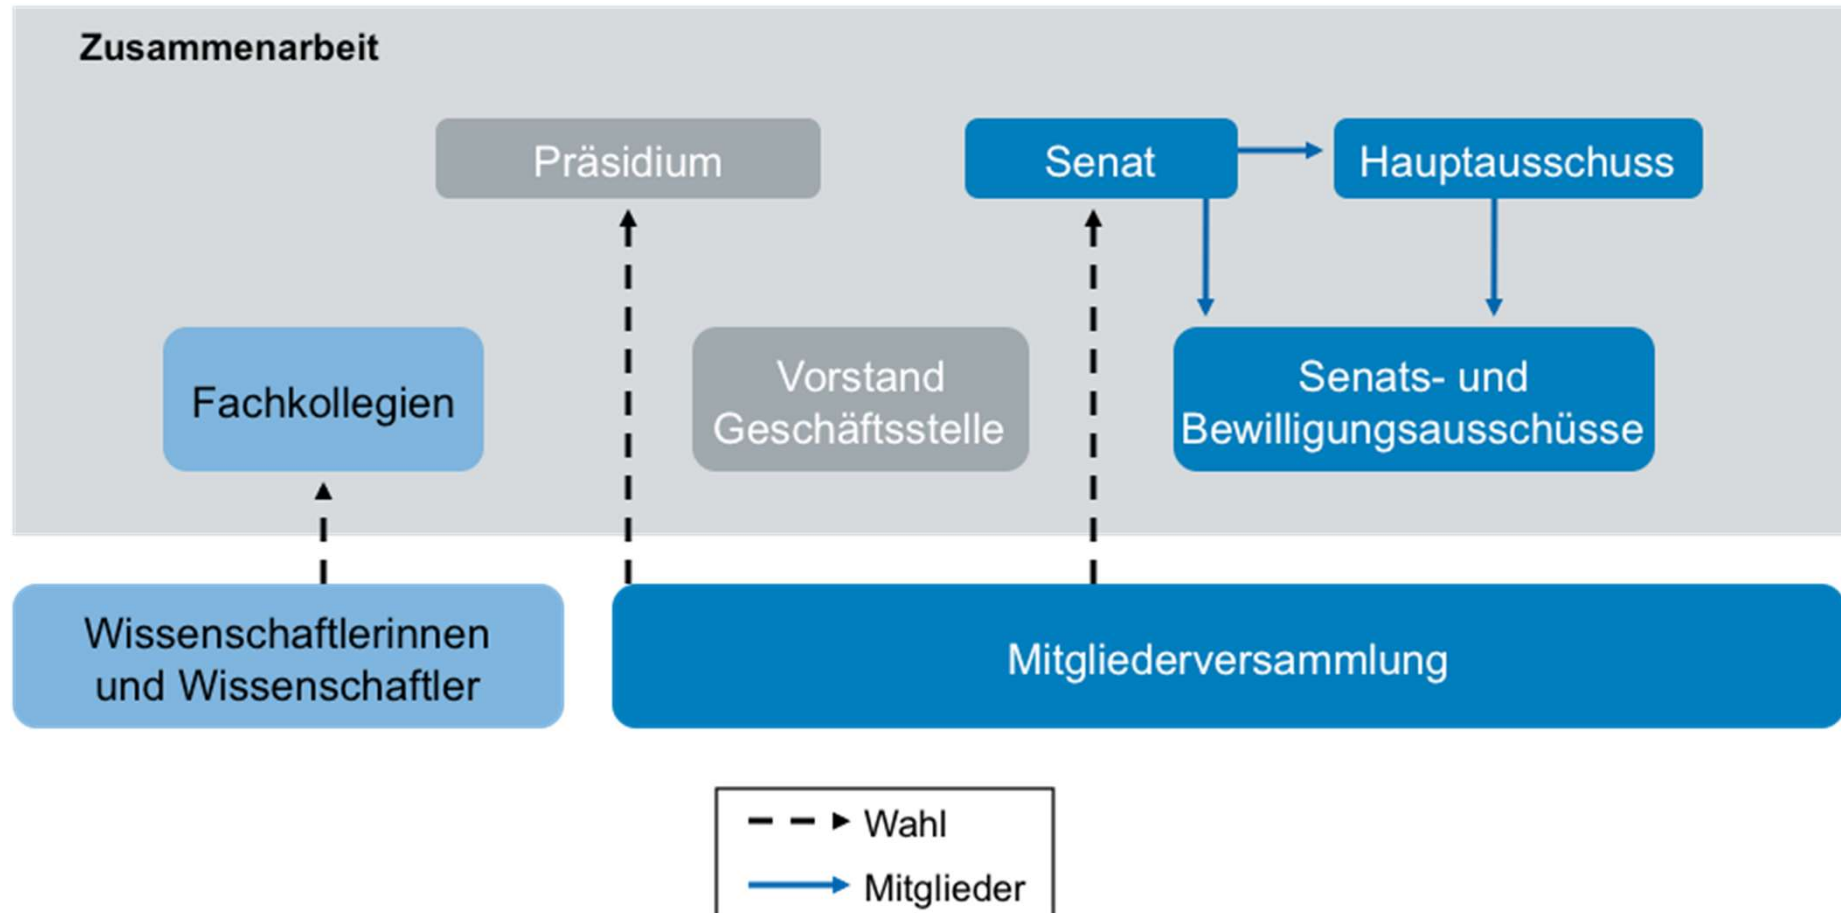 Zusammenarbeit
Präsidium
Senat
Hauptausschuss
Fachkollegien
Vorstand
Geschäftsstelle
Senats- und
Bewilligungsausschüsse
Wissenschaftlerinnen
und Wissenschaftler
Mitgliederversammlung
Wahl
Mitglieder